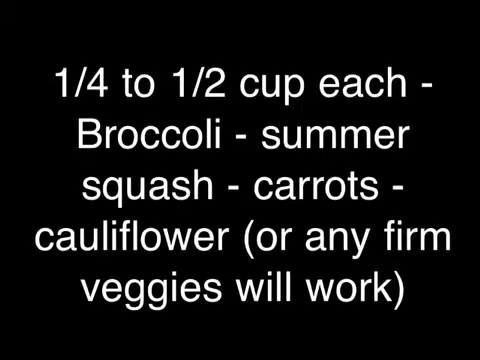 1/4 to 1/2 cup each -
Broccoli - summer
squash - carrots -
cauliflower (or any firm
veggies will work)